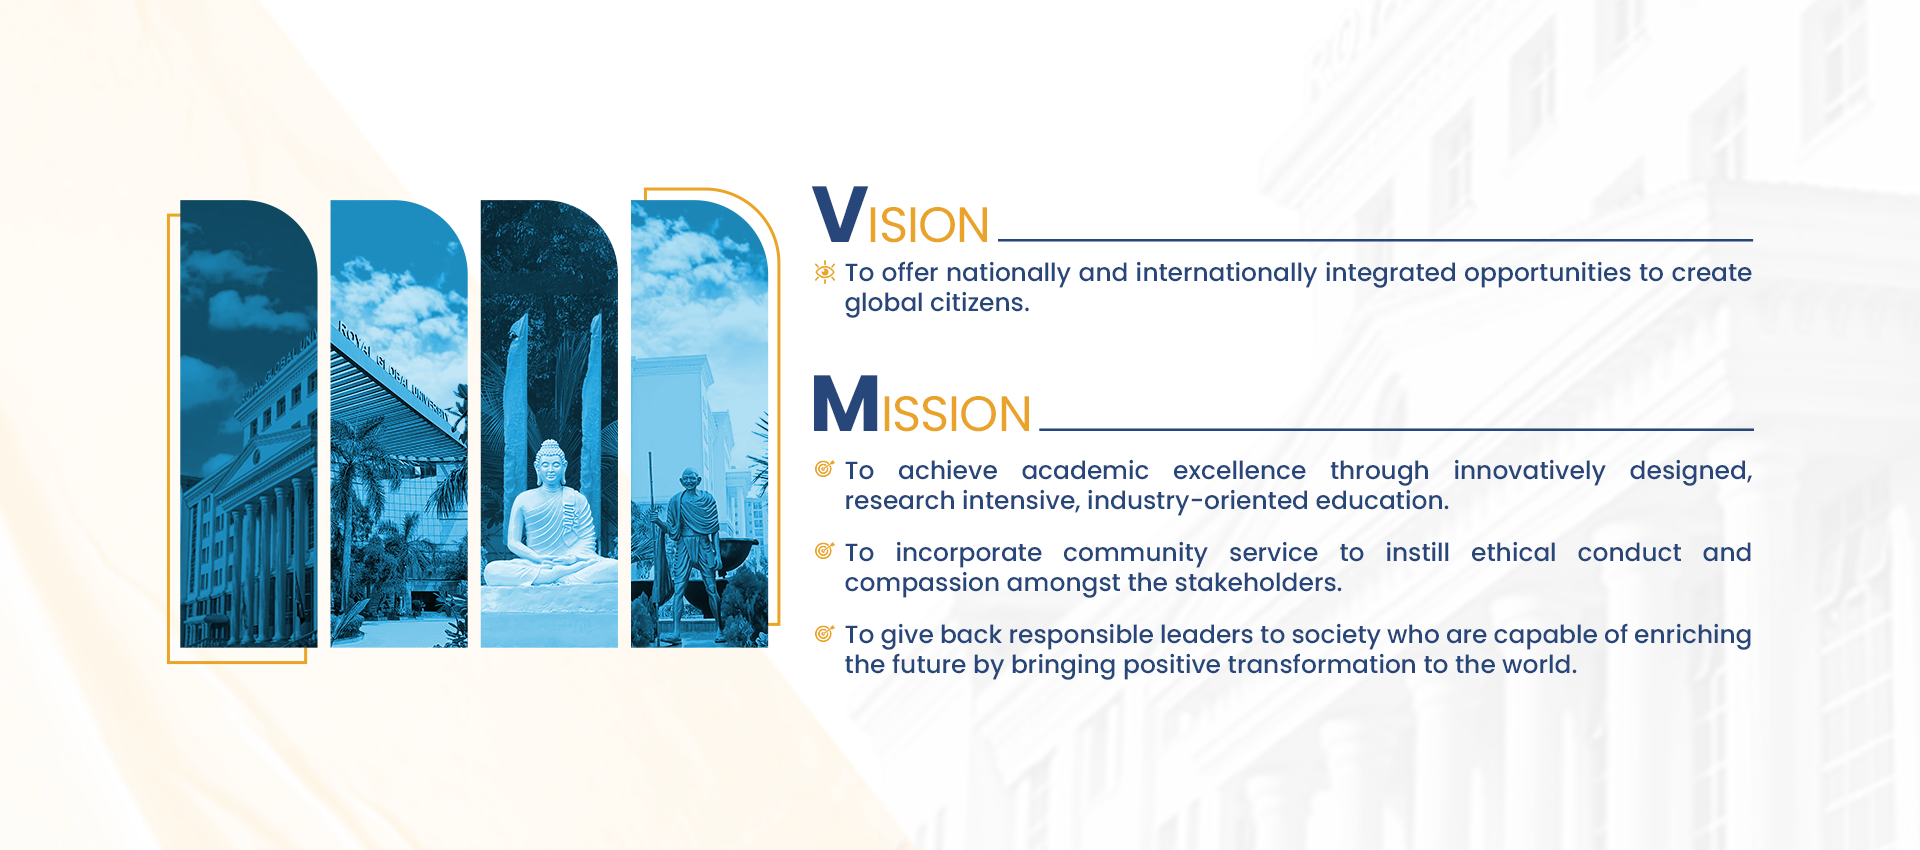 ROYAL GLOBAL UNIVERSITY
VISION
To offer nationally and internationally integrated opportunities to create
global citizens.
MISSION
To achieve academic excellence through innovatively designed,
research intensive, industry-oriented education.
To incorporate community service to instill ethical conduct and
compassion amongst the stakeholders.
To give back responsible leaders to society who are capable of enriching
the future by bringing positive transformation to the world.